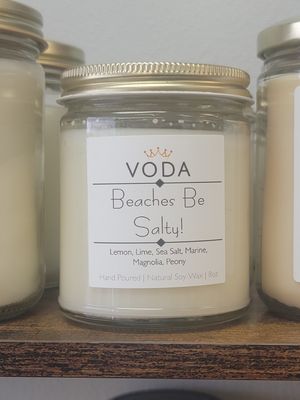 VODA
Beaches Be
Salty!
Lemon, Lime, Sea Salt, Marine,
Magnolia, Peony
Hand Poured | Natural Soy Wax | 8oz